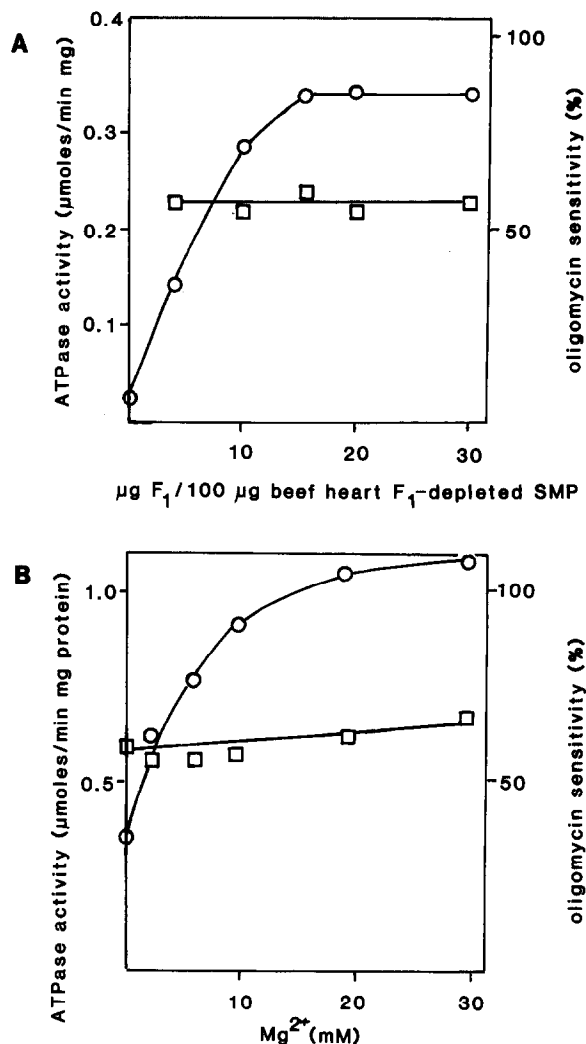 A
ATPase activity (µmoles/min mg)
0.4
0.3
0.2
0.1
100
50
oligomycin sensitivity (%)
10
20
30
µg F1/100 µg beef heart F1-depleted SMP
B
ATPase activity (µmoles/min mg protein)
1.0
0.5
100
50
oligomycin sensitivity (%)
10
20
30
Mg2+(mM)